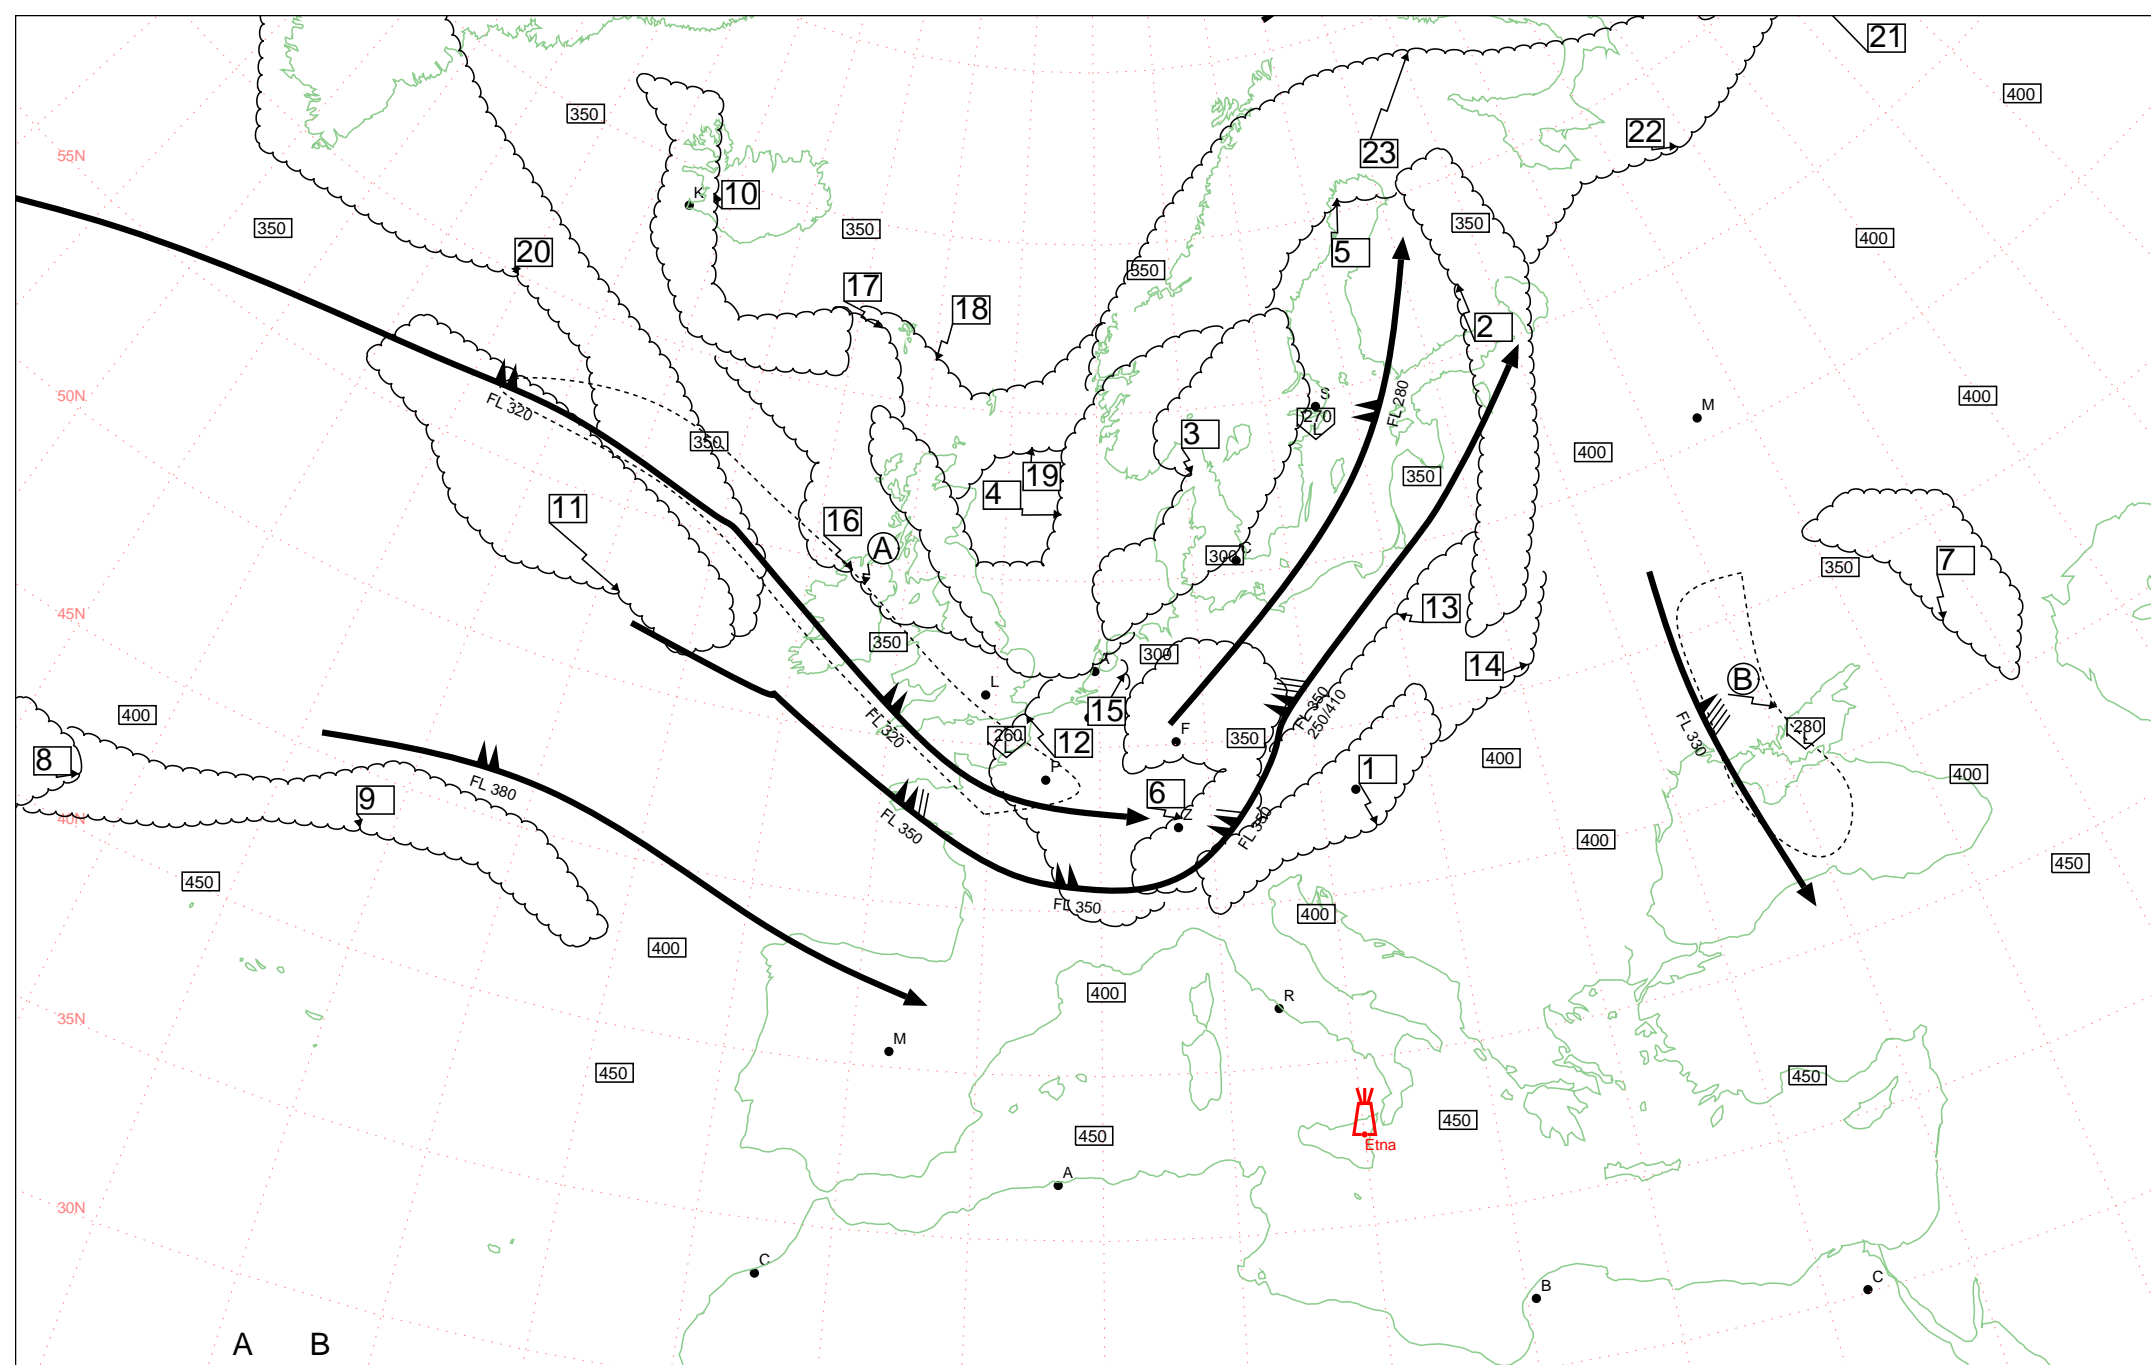 21
400
350
55N
22
23
K
10
350
350
400
5
350
20
350
17
18
2
50N
FL 320
S
270
L
FL 280
M
400
350
3
400
11
4
19
350
16
A
300
C
7
350
45N
13
350
300
A
14
L
B
400
15
FL 320
260
L
12
F
350
FL 350
250/410
280
L
FL 330
8
P
1
400
400
FL 380
6
Z
9
40N
FL 350
FL 350
400
450
450
FL 350
400
400
400
R
35N
M
450
450
450
450
Etna
A
30N
C
B
C
A B